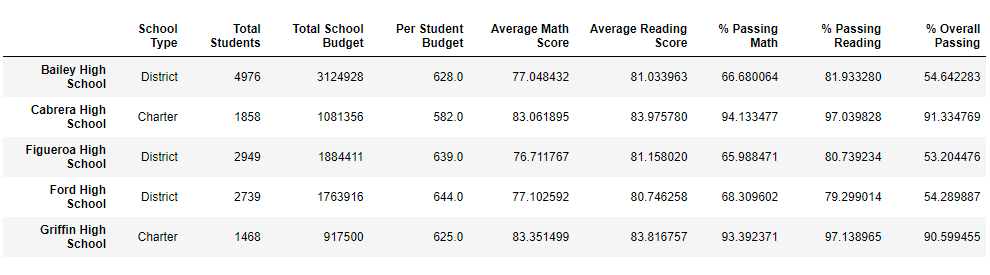 School Type Total Students Total School Budget Per Student Budget Average Math Score Average Reading Score % Passing Math % Passing Reading % Overall Passing
Bailey High School District 4976 3124928 628.0 77.048432 81.033963 66.680064 81.933280 54.642283
Cabrera High School Charter 1858 1081356 582.0 83.061895 83.975780 94.133477 97.039828 91.334769
Figueroa High School District 2949 1884411 639.0 76.711767 81.158020 65.988471 80.739234 53.204476
Ford High School District 2739 1763916 644.0 77.102592 80.746258 68.309602 79.299014 54.289887
Griffin High School Charter 1468 917500 625.0 83.351499 83.816757 93.392371 97.138965 90.599455